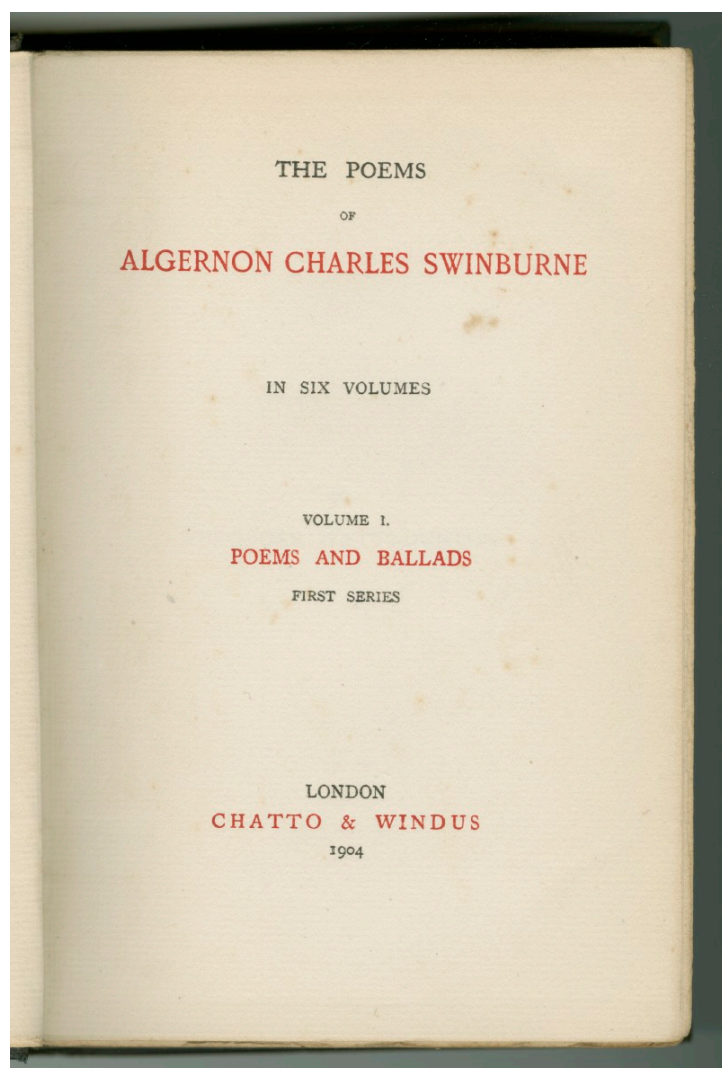 THE POEMS
OF
ALGERNON CHARLES SWINBURNE
IN SIX VOLUMES
VOLUME I.
POEMS AND BALLADS
FIRST SERIES
LONDON
CHATTO & WINDUS
1904